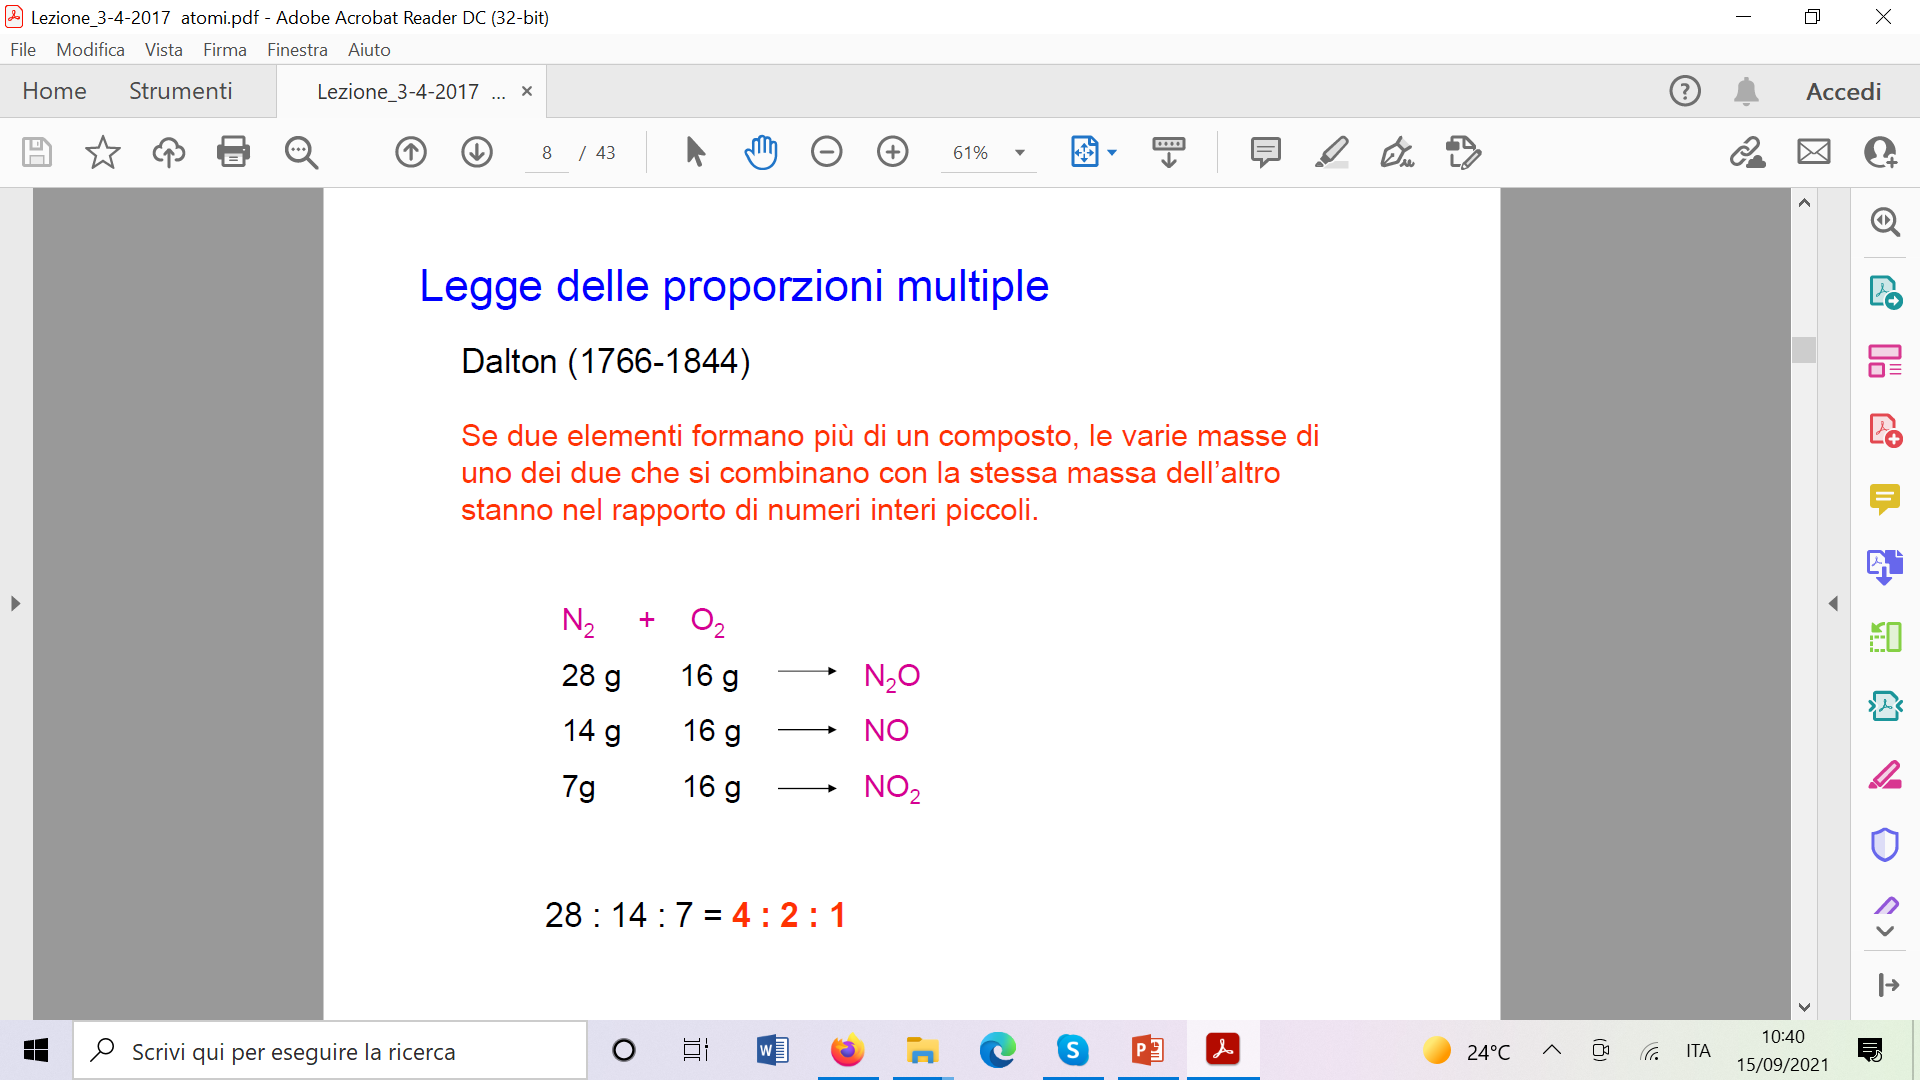 Lezione_3-4-2017  atomi.pdf - Adobe Acrobat Reader DC (32-bit)
File Modifica Vista Firma Finestra Aiuto
Home Strumenti Lezione_3-4-2017 ... × Accedi
8 / 43 61%
Legge delle proporzioni multiple
Dalton (1766-1844)
Se due elementi formano più di un composto, le varie masse di
uno dei due che si combinano con la stessa massa dell’altro
stanno nel rapporto di numeri interi piccoli.
N₂ + O₂
28 g 16 g → N₂O
14 g 16 g → NO
7g 16 g → NO₂
28 : 14 : 7 = 4 : 2 : 1
Scrivi qui per eseguire la ricerca 24°C ITA 10:40
15/09/2021